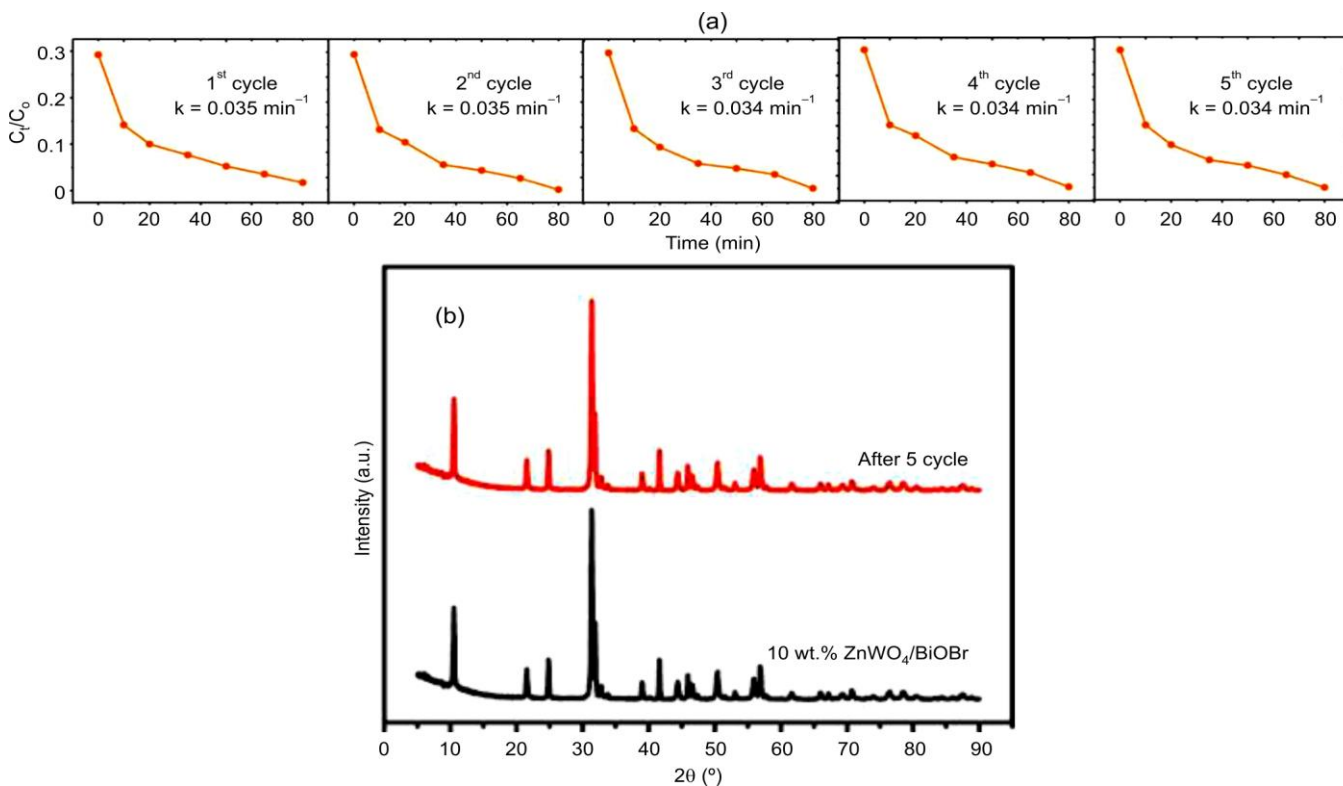 (a)
0.3
0.2
0.1
0
Cₜ/Cₒ
1ˢᵗ cycle
k = 0.035 min⁻¹
2ⁿᵈ cycle
k = 0.035 min⁻¹
3ʳᵈ cycle
k = 0.034 min⁻¹
4ᵗʰ cycle
k = 0.034 min⁻¹
5ᵗʰ cycle
k = 0.034 min⁻¹
0 20 40 60 80 0 20 40 60 80 0 20 40 60 80 0 20 40 60 80 0 20 40 60 80
Time (min)
(b)
Intensity (a.u.)
After 5 cycle
10 wt.% ZnWO₄/BiOBr
0 10 20 30 40 50 60 70 80 90
2θ (º)